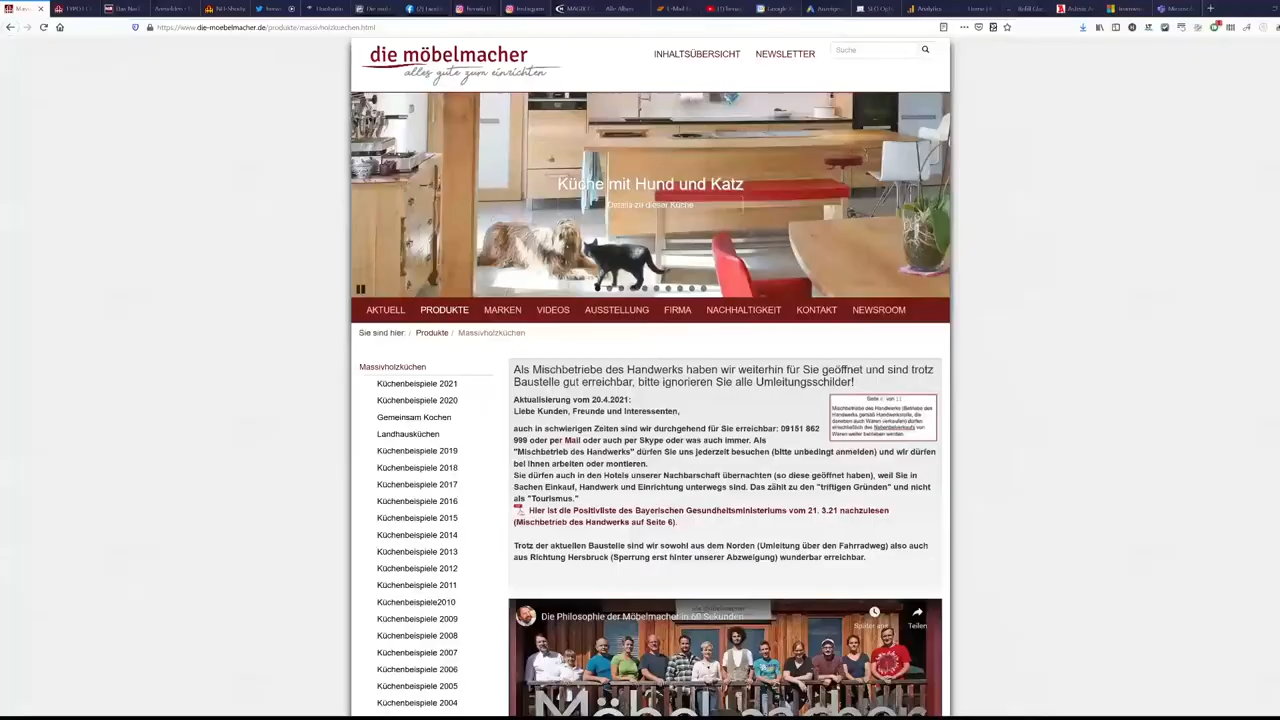 https://www.die-moebelmacher.de/produkte/massivholzkuechen.html
die möbelmacher
alles gute zum einrichten
INHALTSÜBERSICHT
NEWSLETTER
Suche
Küche mit Hund und Katz
Details zu dieser Küche
AKTUELL PRODUKTE MARKEN VIDEOS AUSSTELLUNG FIRMA NACHHALTIGKEIT KONTAKT NEWSROOM
Sie sind hier: / Produkte / Massivholzküchen
Massivholzküchen
Küchenbeispiele 2021
Küchenbeispiele 2020
Gemeinsam Kochen
Landhausküchen
Küchenbeispiele 2019
Küchenbeispiele 2018
Küchenbeispiele 2017
Küchenbeispiele 2016
Küchenbeispiele 2015
Küchenbeispiele 2014
Küchenbeispiele 2013
Küchenbeispiele 2012
Küchenbeispiele 2011
Küchenbeispiele2010
Küchenbeispiele 2009
Küchenbeispiele 2008
Küchenbeispiele 2007
Küchenbeispiele 2006
Küchenbeispiele 2005
Küchenbeispiele 2004
Als Mischbetriebe des Handwerks haben wir weiterhin für Sie geöffnet und sind trotz
Baustelle gut erreichbar, bitte ignorieren Sie alle Umleitungsschilder!
Aktualisierung vom 20.4.2021:
Liebe Kunden, Freunde und Interessenten,
auch in schwierigen Zeiten sind wir durchgehend für Sie erreichbar: 09151 862
999 oder per Mail oder auch per Skype oder was auch immer. Als
"Mischbetrieb des Handwerks" dürfen Sie uns jederzeit besuchen (bitte unbedingt anmelden) und wir dürfen
bei Ihnen arbeiten oder montieren.
Sie dürfen auch in den Hotels unserer Nachbarschaft übernachten (so diese geöffnet haben), weil Sie in
Sachen Einkauf, Handwerk und Einrichtung unterwegs sind. Das zählt zu den "triftigen Gründen" und nicht
als "Tourismus."
Hier ist die Positivliste des Bayerischen Gesundheitsministeriums vom 21. 3.21 nachzulesen
(Mischbetrieb des Handwerks auf Seite 6).
Trotz der aktuellen Baustelle sind wir sowohl aus dem Norden (Umleitung über den Fahrradweg) also auch
aus Richtung Hersbruck (Sperrung erst hinter unserer Abzweigung) wunderbar erreichbar.
Die Philosophie der Möbelmacher in 60 Sekunden
Später ans...
Teilen
Möbelmacher